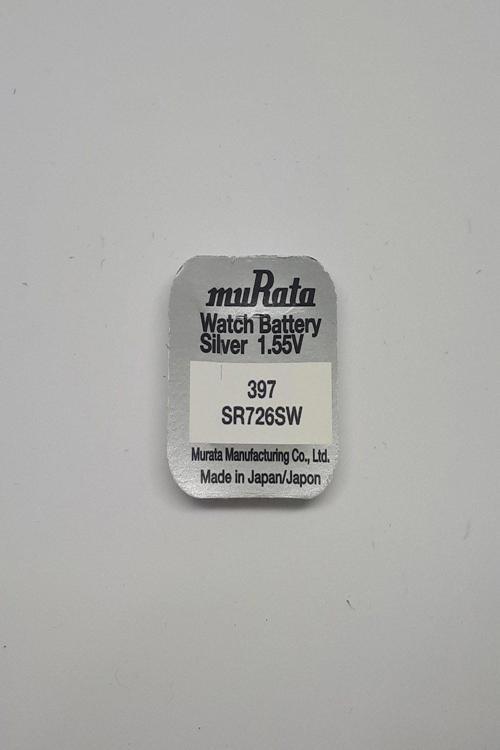 muRata
Watch Battery
Silver 1.55V
397
SR726SW
Murata Manufacturing Co., Ltd.
Made in Japan/Japon